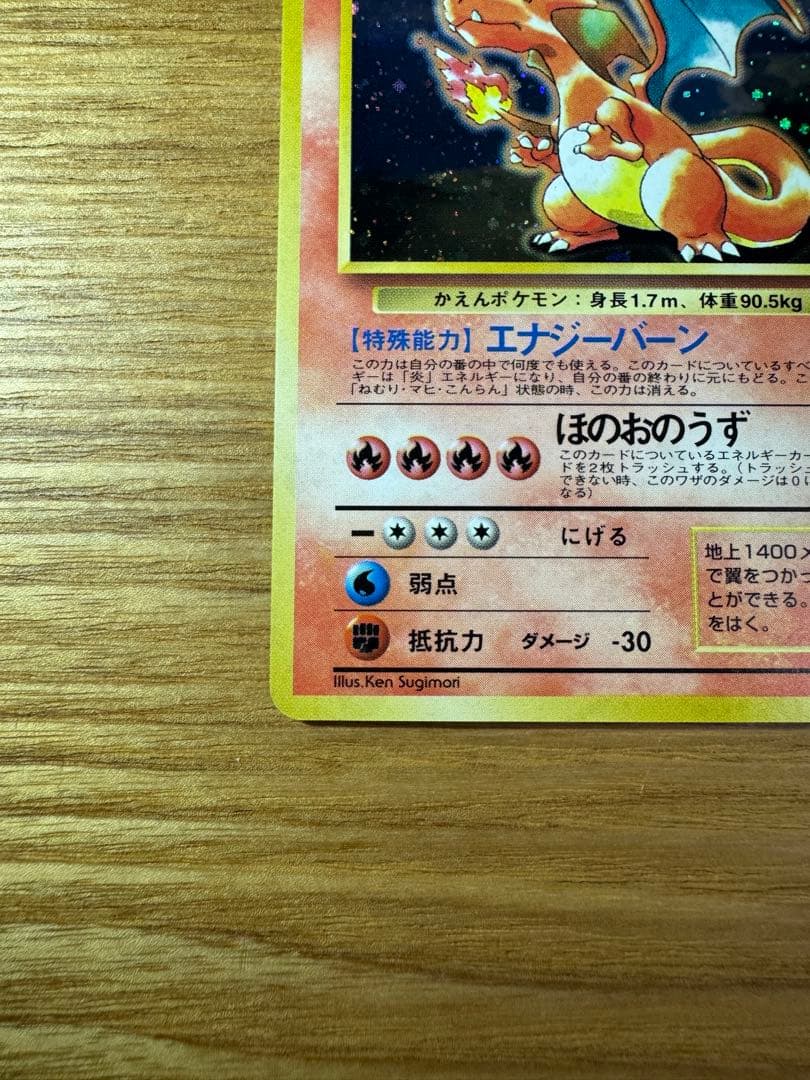 かえんポケモン：身長1.7m、体重90.5kg
【特殊能力】エナジーバーン
この力は自分の番の中で何度でも使える。このカードについているすべ
ギーは「炎」エネルギーになり、自分の番の終わりに元にもどる。こ
「ねむり・マヒ・こんらん」状態の時、この力は消える。
ほのおのうず
このカードについているエネルギーカー
ドを2枚トラッシュする。（トラッシュ
できない時、このワザのダメージは0に
なる）
にげる
弱点
抵抗力 ダメージ -30
地上1400×
で翼をつかっ
とができる。
をはく。
Illus.Ken Sugimori